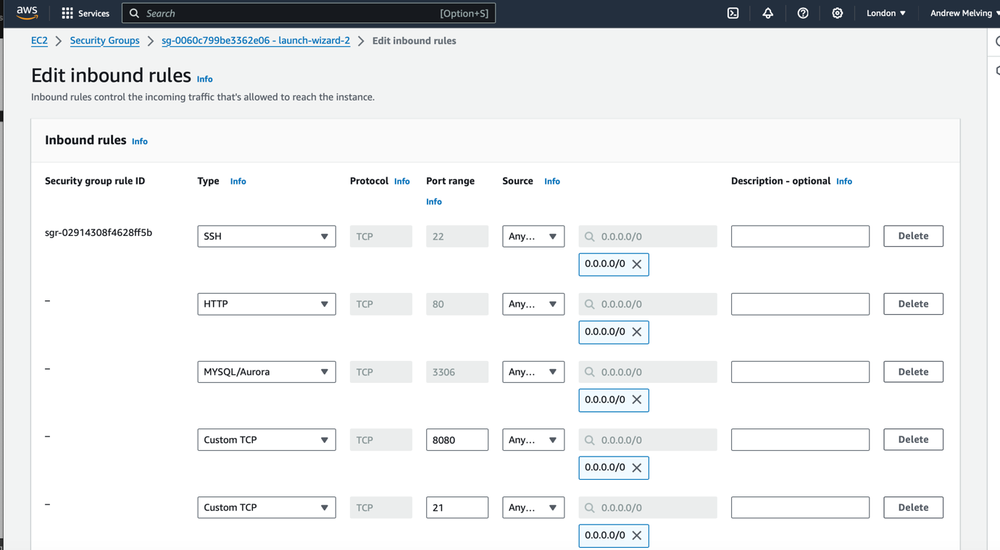 aws Services Search [Option+S] London Andrew Melving
EC2 Security Groups sg-0060c799be3362e06 - launch-wizard-2 Edit inbound rules
Edit inbound rules Info
Inbound rules control the incoming traffic that's allowed to reach the instance.
Inbound rules Info
Security group rule ID Type Info Protocol Info Port range Source Info Description - optional Info
Info
sgr-02914308f4628ff5b SSH TCP 22 Any... 0.0.0.0/0 Delete
0.0.0.0/0
– HTTP TCP 80 Any... 0.0.0.0/0 Delete
0.0.0.0/0
– MYSQL/Aurora TCP 3306 Any... 0.0.0.0/0 Delete
0.0.0.0/0
– Custom TCP TCP 8080 Any... 0.0.0.0/0 Delete
0.0.0.0/0
– Custom TCP TCP 21 Any... 0.0.0.0/0 Delete
0.0.0.0/0